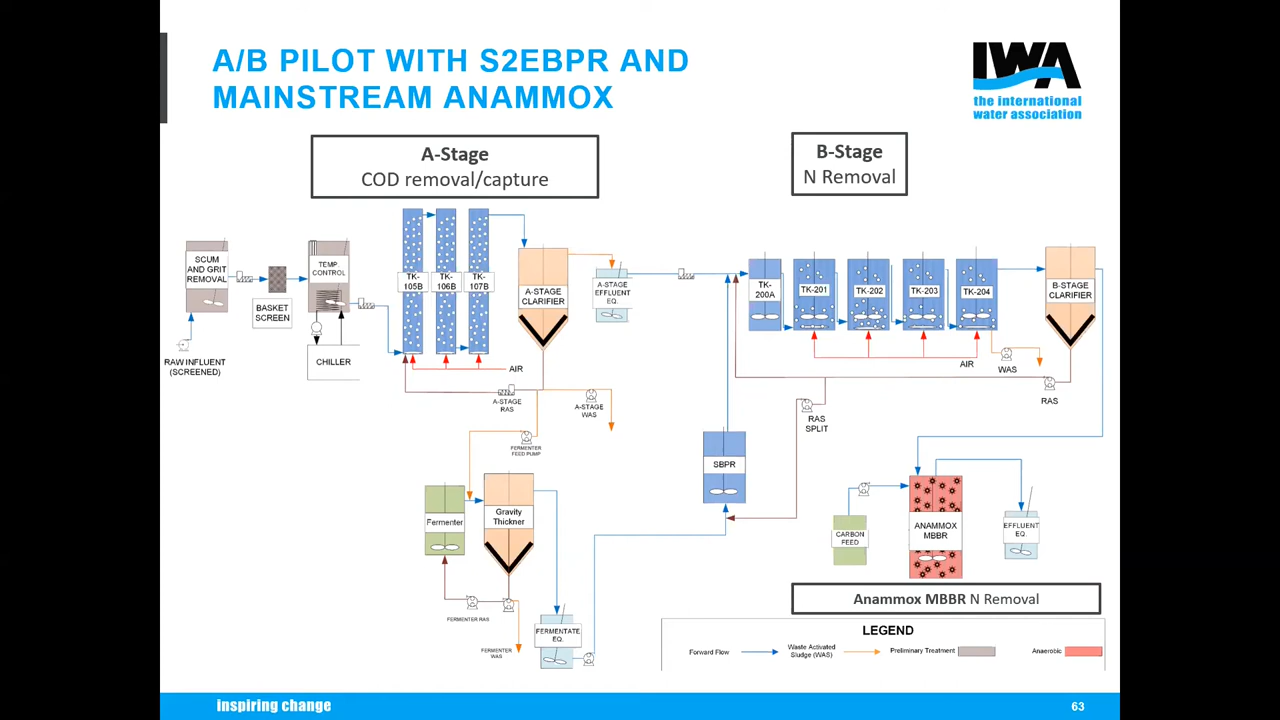 A/B PILOT WITH S2EBPR AND
MAINSTREAM ANAMMOX
IWA
the international
water association
A-Stage
COD removal/capture
B-Stage
N Removal
SCUM
AND GRIT
REMOVAL
BASKET
SCREEN
TEMP.
CONTROL
CHILLER
RAW INFLUENT
(SCREENED)
TK-
105B
TK-
106B
TK-
107B
AIR
A-STAGE
CLARIFIER
A-STAGE
EFFLUENT
EQ.
A-STAGE
RAS
A-STAGE
WAS
FERMENTER
FEED PUMP
TK-
200A
TK-201
TK-202
TK-203
TK-204
AIR
WAS
B-STAGE
CLARIFIER
RAS
RAS
SPLIT
SBPR
Fermenter
Gravity
Thickner
FERMENTER RAS
FERMENTER
WAS
FERMENTATE
EQ.
CARBON
FEED
ANAMMOX
MBBR
EFFLUENT
EQ.
Anammox MBBR N Removal
LEGEND
Forward Flow
Waste Activated
Sludge (WAS)
Preliminary Treatment
Anaerobic
inspiring change
63